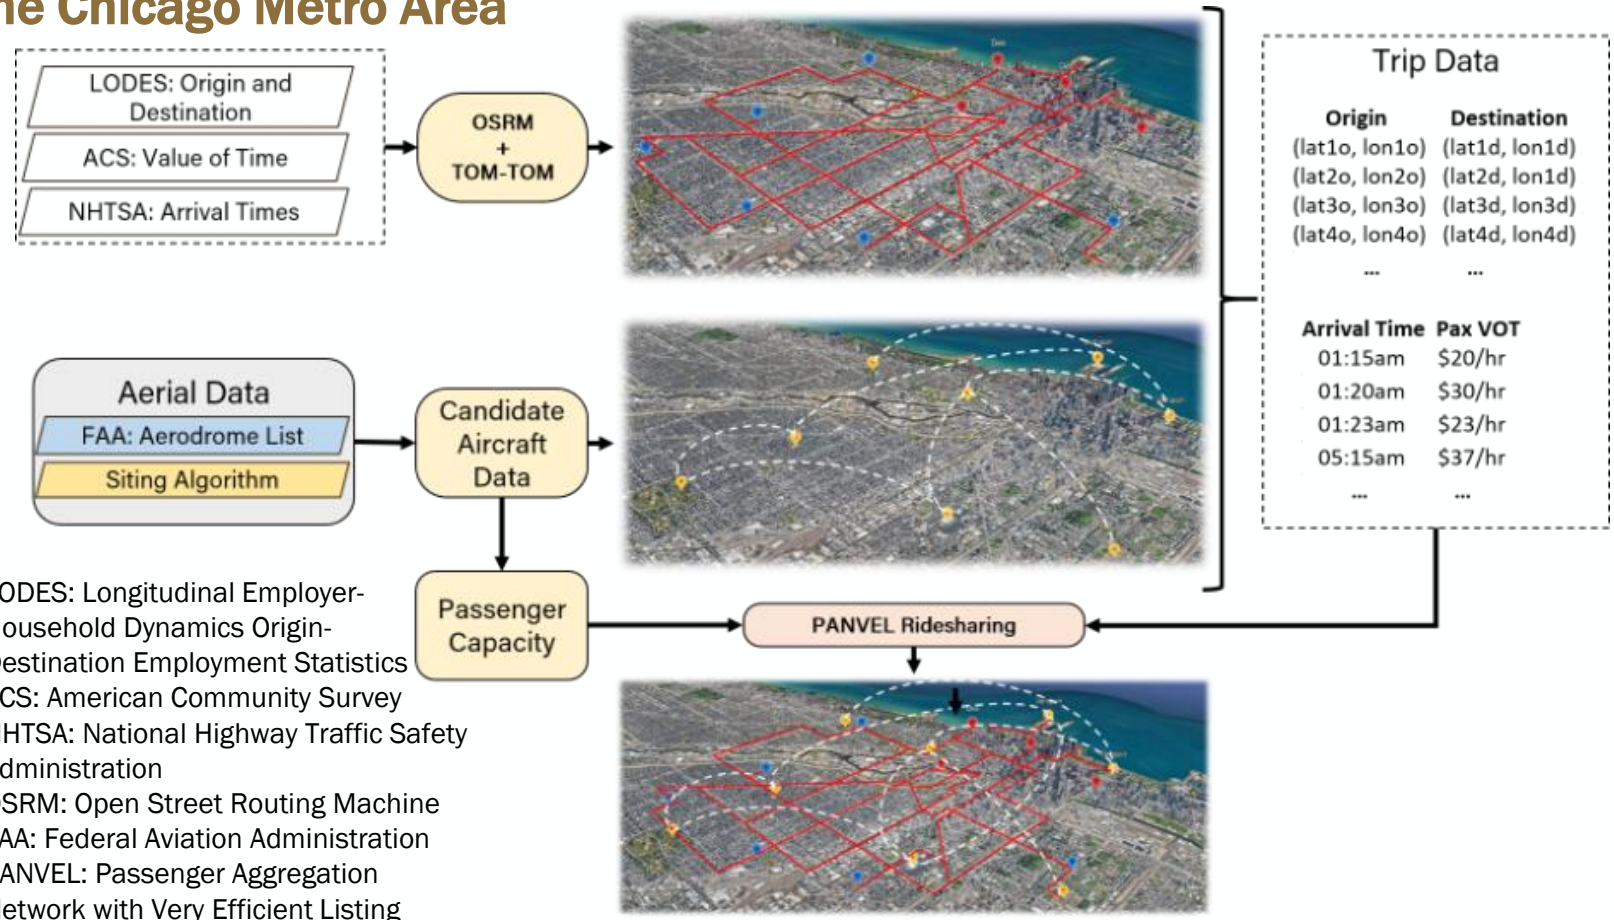 he Chicago Metro Area
LODES: Origin and
Destination
ACS: Value of Time
NHTSA: Arrival Times
OSRM
+
TOM-TOM
Trip Data
Origin Destination
(lat1o, lon1o) (lat1d, lon1d)
(lat2o, lon2o) (lat2d, lon1d)
(lat3o, lon3o) (lat3d, lon3d)
(lat4o, lon4o) (lat4d, lon4d)
... ...
Arrival Time Pax VOT
01:15am $20/hr
01:20am $30/hr
01:23am $23/hr
05:15am $37/hr
... ...
Aerial Data
FAA: Aerodrome List
Siting Algorithm
Candidate
Aircraft
Data
Passenger
Capacity
PANVEL Ridesharing
ODES: Longitudinal Employer-
ousehold Dynamics Origin-
estination Employment Statistics
CS: American Community Survey
HTSA: National Highway Traffic Safety
dministration
SRM: Open Street Routing Machine
AA: Federal Aviation Administration
ANVEL: Passenger Aggregation
etwork with Very Efficient Listing